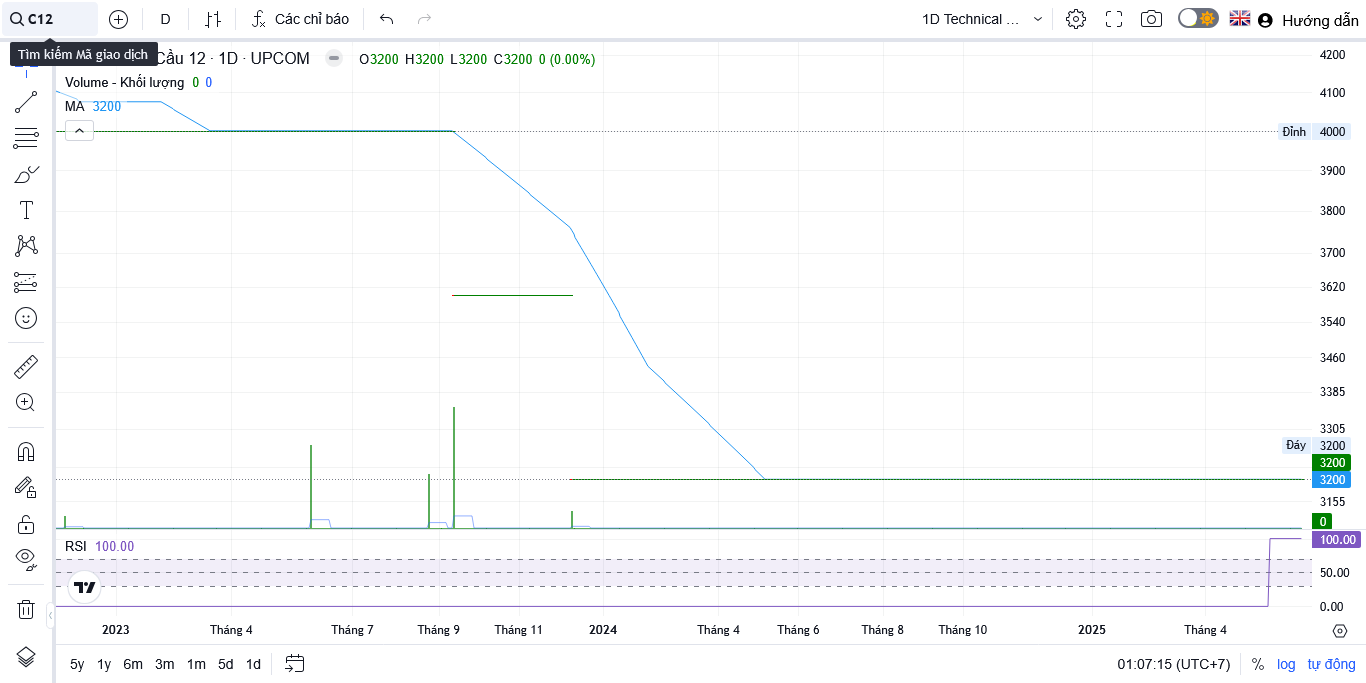 C12
D
Các chỉ báo
1D Technical ...
Hướng dẫn
Tìm kiếm Mã giao dịch
Cầu 12 · 1D · UPCOM
O3200 H3200 L3200 C3200 0 (0.00%)
Volume - Khối lượng 0 0
MA 3200
4200
4100
Đỉnh 4000
3900
3800
3700
3620
3540
3460
3385
3305
Đáy 3200
3200
3200
3155
0
RSI 100.00
100.00
50.00
0.00
2023 Tháng 4 Tháng 7 Tháng 9 Tháng 11 2024 Tháng 4 Tháng 6 Tháng 8 Tháng 10 2025 Tháng 4
5y 1y 6m 3m 1m 5d 1d
01:07:15 (UTC+7) % log tự động